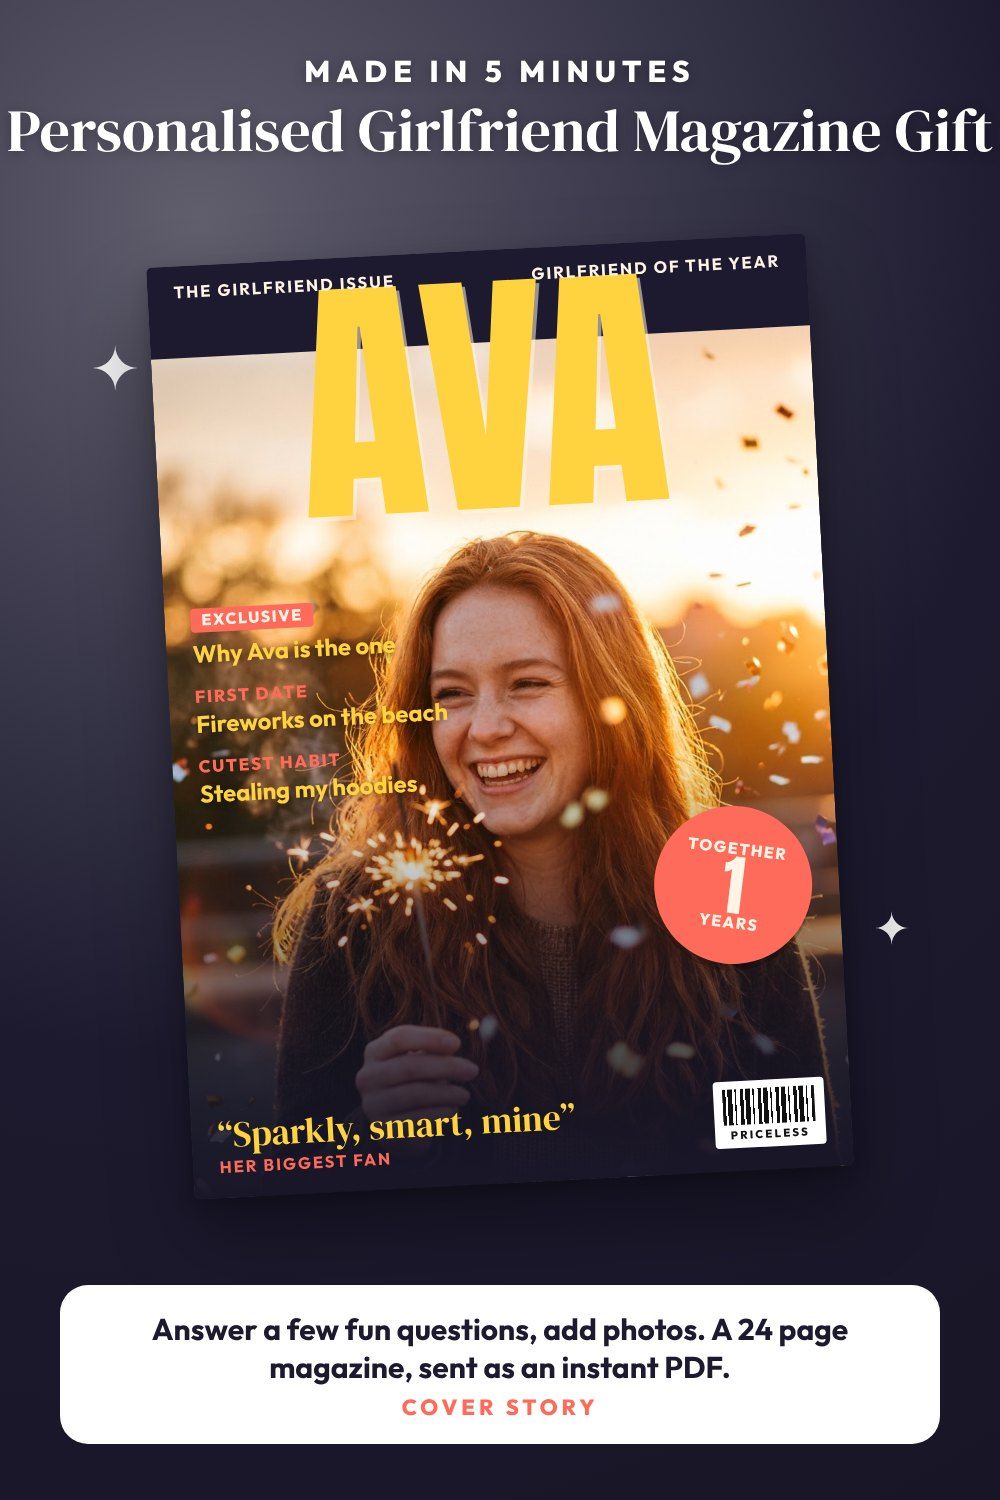 MADE IN 5 MINUTES
Personalised Girlfriend Magazine Gift
THE GIRLFRIEND ISSUE
GIRLFRIEND OF THE YEAR
AVA
EXCLUSIVE
Why Ava is the one
FIRST DATE
Fireworks on the beach
CUTEST HABIT
Stealing my hoodies
TOGETHER
1
YEARS
“Sparkly, smart, mine”
HER BIGGEST FAN
PRICELESS
Answer a few fun questions, add photos. A 24 page
magazine, sent as an instant PDF.
COVER STORY